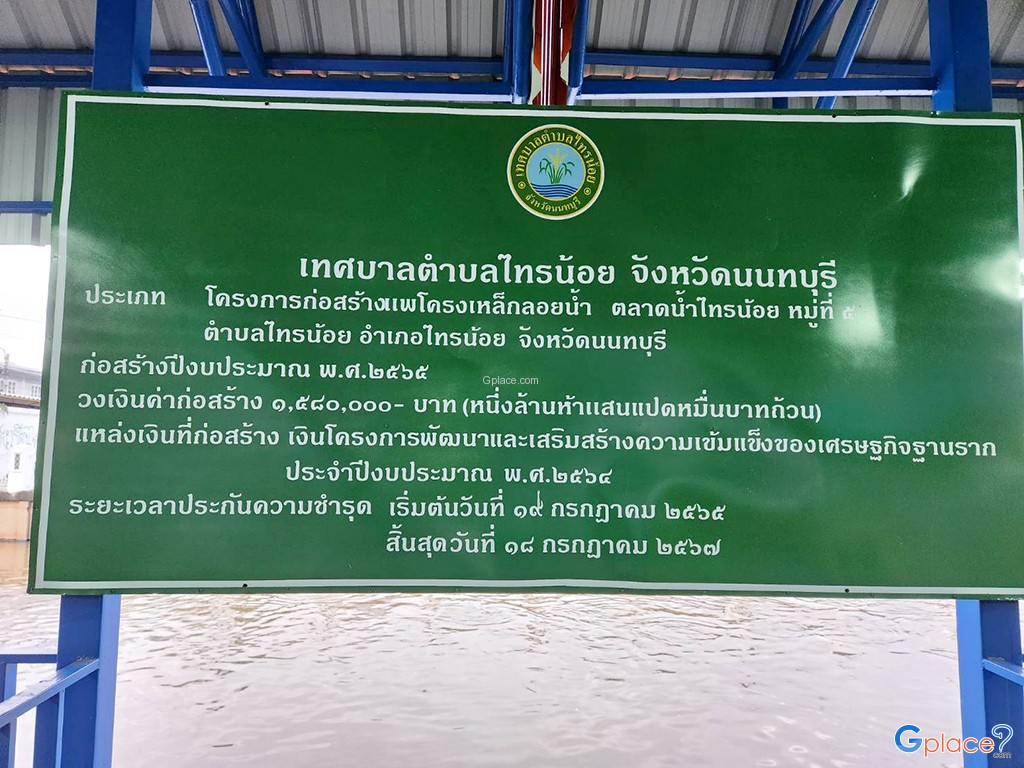 เทศบาลตำบลไทรน้อย
จังหวัดนนทบุรี
เทศบาลตำบลไทรน้อย จังหวัดนนทบุรี
ประเภท โครงการก่อสร้างแพโครงเหล็กลอยน้ำ ตลาดน้ำไทรน้อย หมู่ที่ ๕
ตำบลไทรน้อย อำเภอไทรน้อย จังหวัดนนทบุรี
ก่อสร้างปีงบประมาณ พ.ศ.๒๕๖๕
วงเงินค่าก่อสร้าง ๑,๕๘๐,๐๐๐- บาท (หนึ่งล้านห้าแสนแปดหมื่นบาทถ้วน)
แหล่งเงินที่ก่อสร้าง เงินโครงการพัฒนาและเสริมสร้างความเข้มแข็งของเศรษฐกิจฐานราก
ประจำปีงบประมาณ พ.ศ.๒๕๖๔
ระยะเวลาประกันความชำรุด เริ่มต้นวันที่ ๑๙ กรกฎาคม ๒๕๖๕
สิ้นสุดวันที่ ๑๘ กรกฎาคม ๒๕๖๗
Gplace.com
Gplace
.com